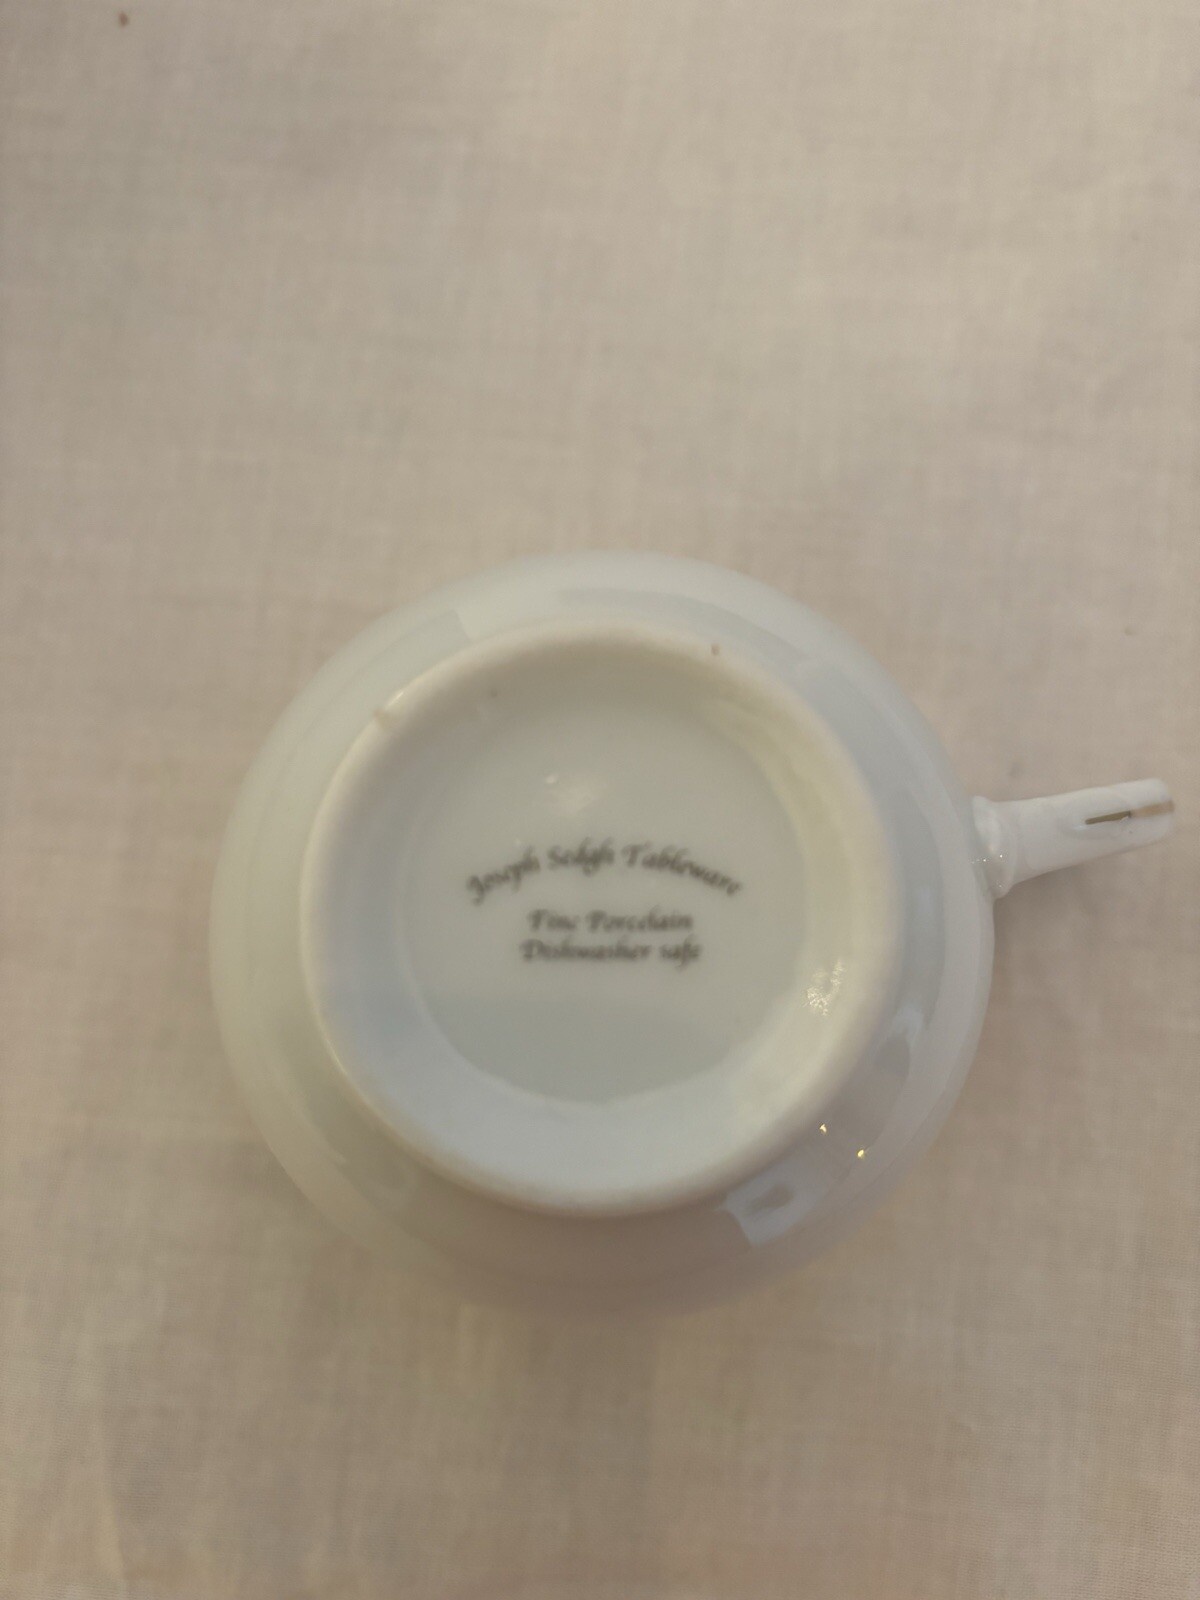 Joseph Sedgh Tableware
Fine Porcelain
Dishwasher safe